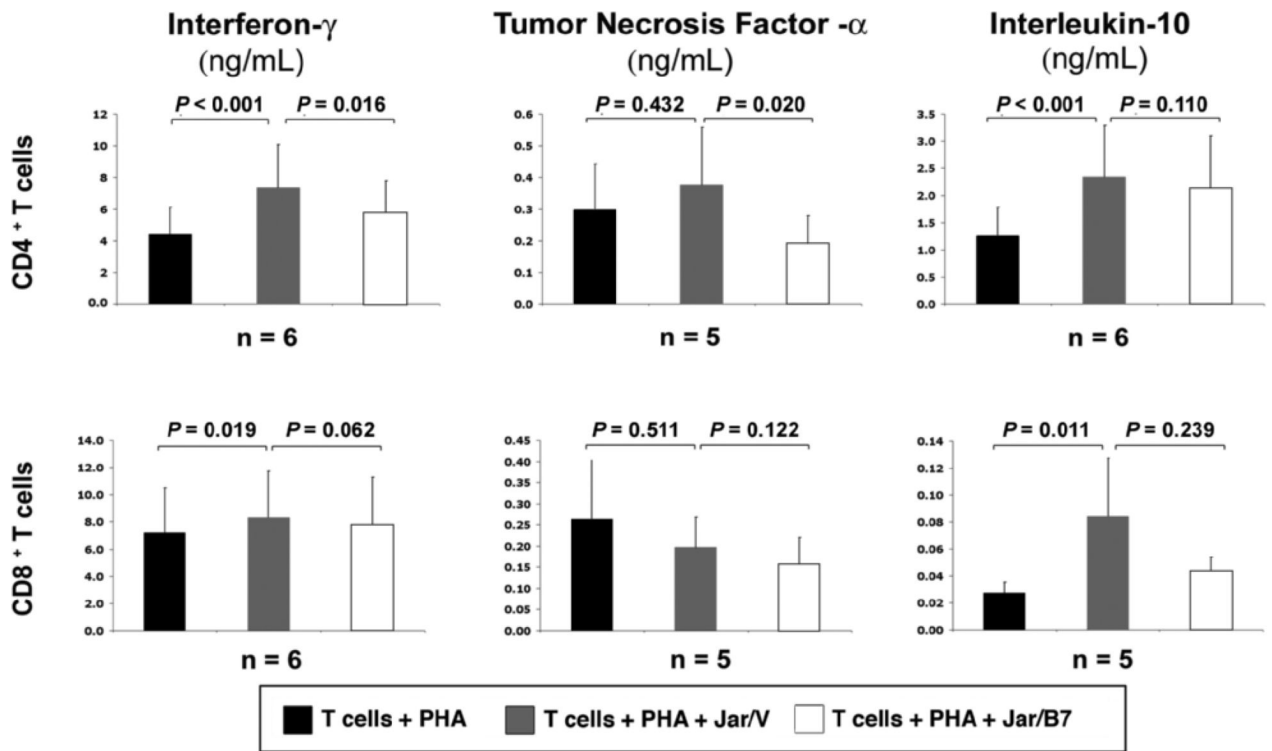 Interferon-γ
(ng/mL)
Tumor Necrosis Factor -α
(ng/mL)
Interleukin-10
(ng/mL)
CD4 + T cells
P < 0.001
P = 0.016
12
10
8
6
4
2
0.0
n = 6
P = 0.432
P = 0.020
0.6
0.5
0.4
0.3
0.2
0.1
0.0
n = 5
P < 0.001
P = 0.110
3.5
3.0
2.5
2.0
1.5
1.0
0.5
0.0
n = 6
CD8 + T cells
P = 0.019
P = 0.062
14.0
12.0
10.0
8.0
6.0
4.0
2.0
0.0
n = 6
P = 0.511
P = 0.122
0.45
0.40
0.35
0.30
0.25
0.20
0.15
0.10
0.05
0.00
n = 5
P = 0.011
P = 0.239
0.14
0.12
0.10
0.08
0.06
0.04
0.02
0.00
n = 5
T cells + PHA
T cells + PHA + Jar/V
T cells + PHA + Jar/B7